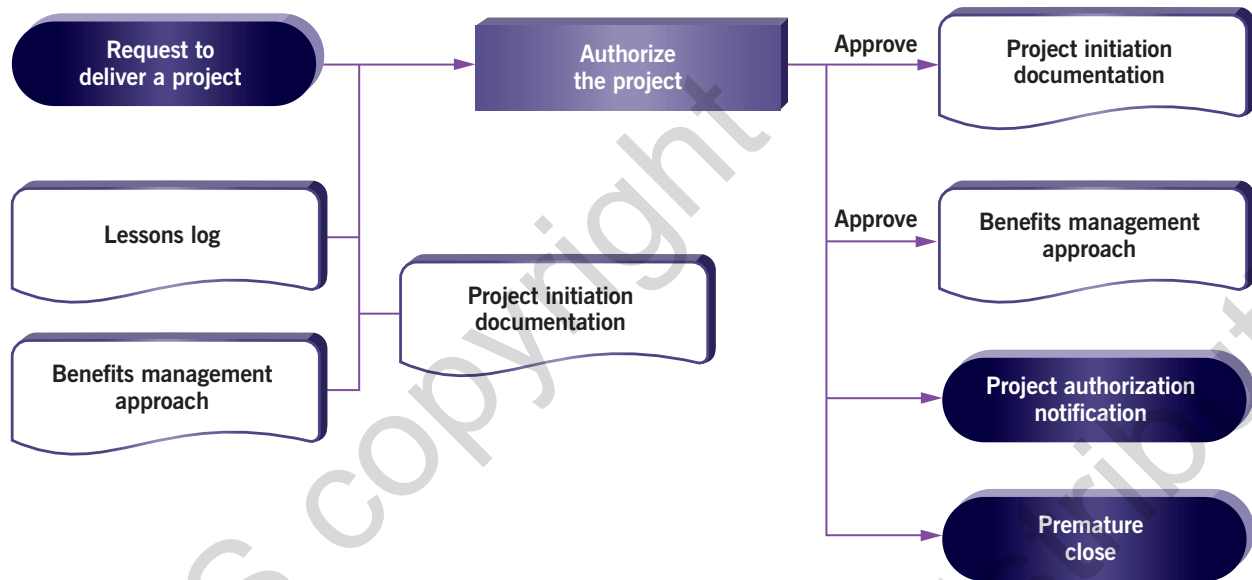 Request to
deliver a project
Authorize
the project
Approve
Project initiation
documentation
Lessons log
Approve
Benefits management
approach
Project initiation
documentation
Benefits management
approach
Project authorization
notification
Premature
close
copyright